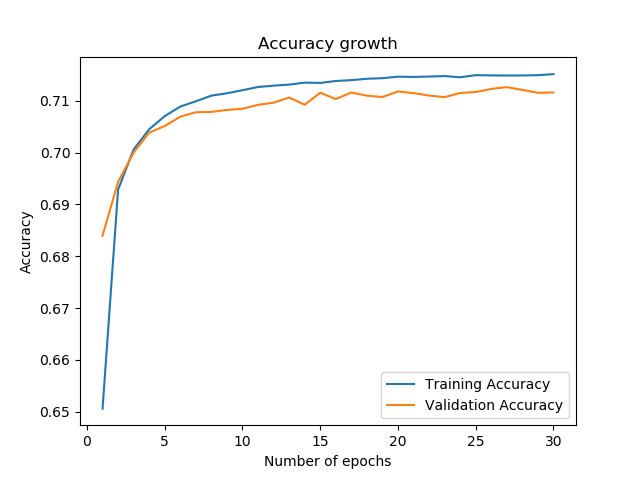 Accuracy growth
Accuracy
0.71
0.70
0.69
0.68
0.67
0.66
0.65
Training Accuracy
Validation Accuracy
0 5 10 15 20 25 30
Number of epochs